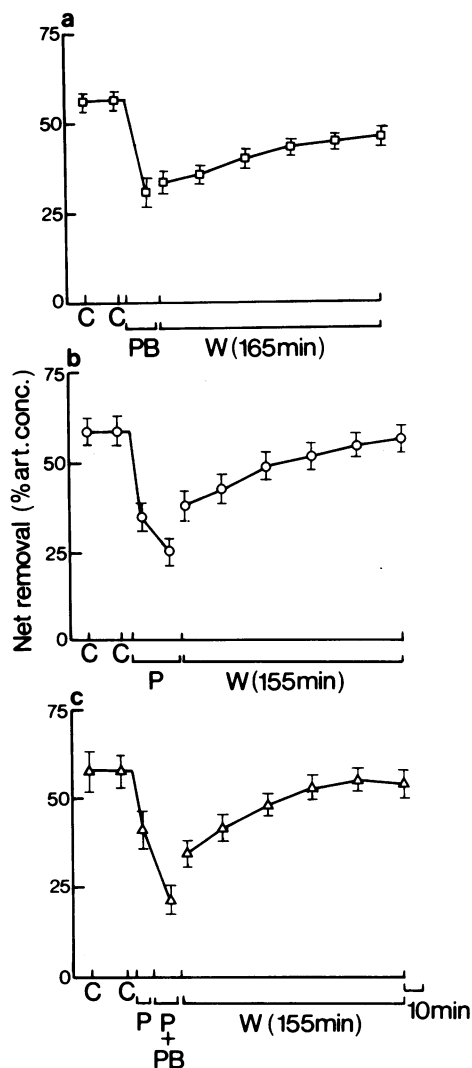 a
75
50
25
0
C C
PB W (165min)
b
75
50
25
0
C C
P W (155min)
c
75
50
25
0
C C
P P W (155min) 10min
+
PB
Net removal (% art. conc.)